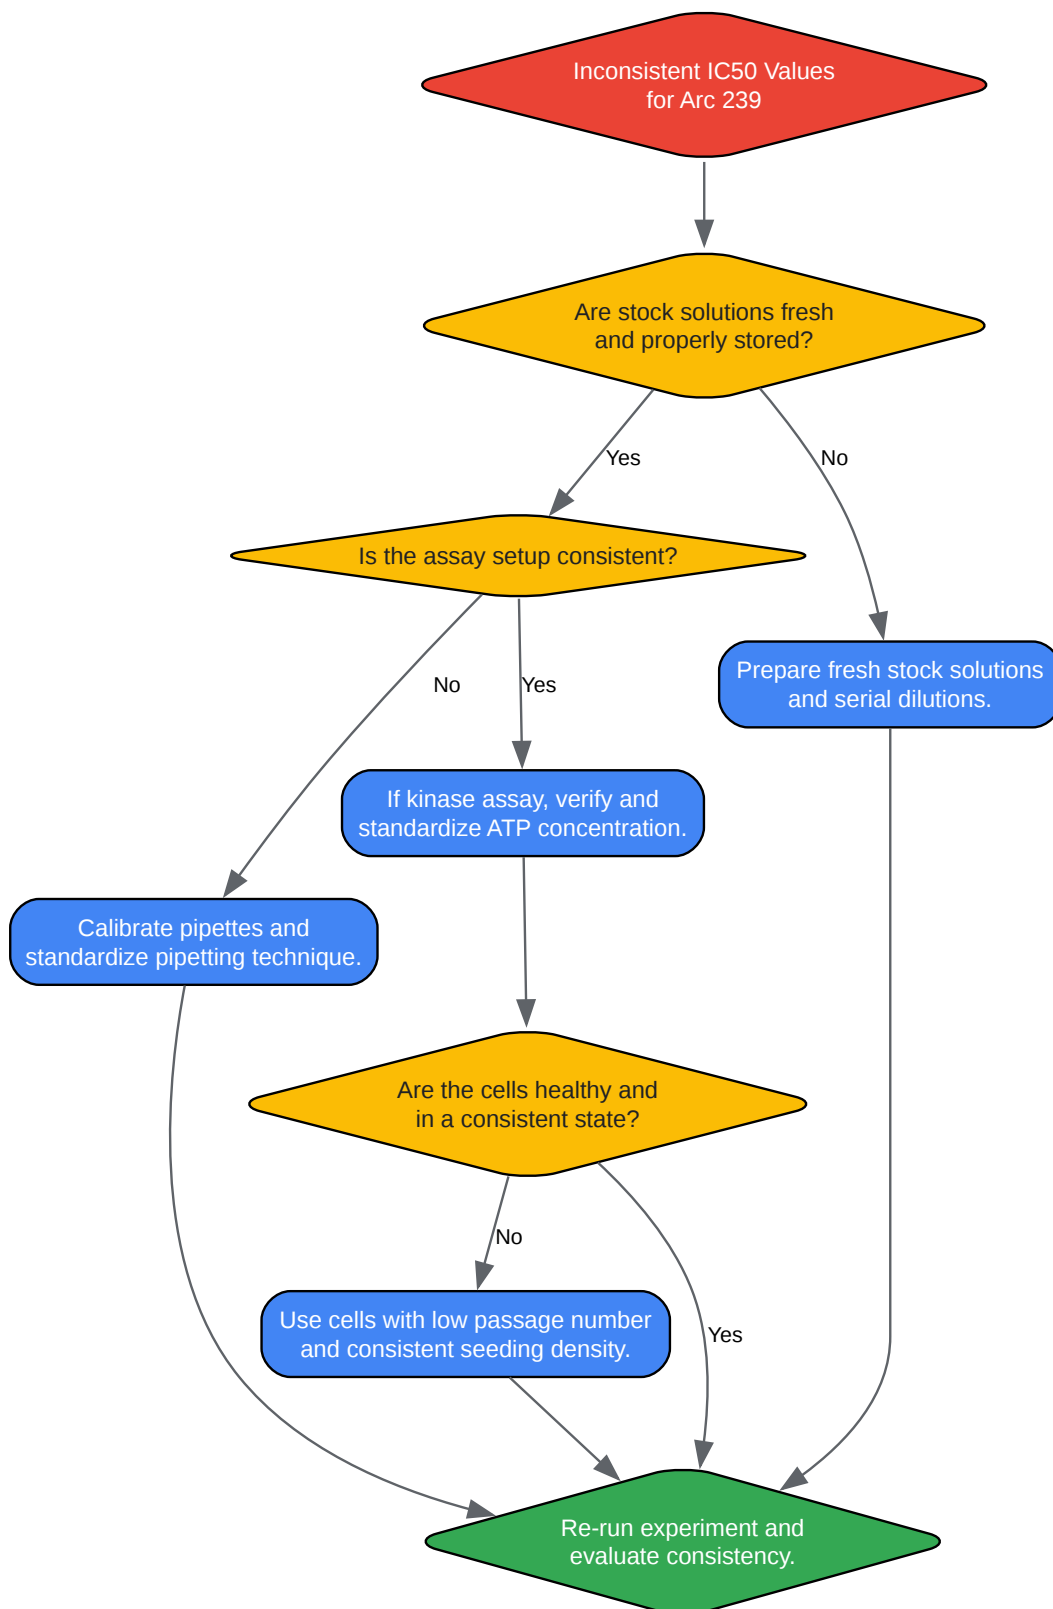 Inconsistent IC50 Values
for Arc 239
Are stock solutions fresh
and properly stored?
Yes
No
Is the assay setup consistent?
Prepare fresh stock solutions
and serial dilutions.
No
Yes
If kinase assay, verify and
standardize ATP concentration.
Calibrate pipettes and
standardize pipetting technique.
Are the cells healthy and
in a consistent state?
No
Use cells with low passage number
and consistent seeding density.
Yes
Re-run experiment and
evaluate consistency.